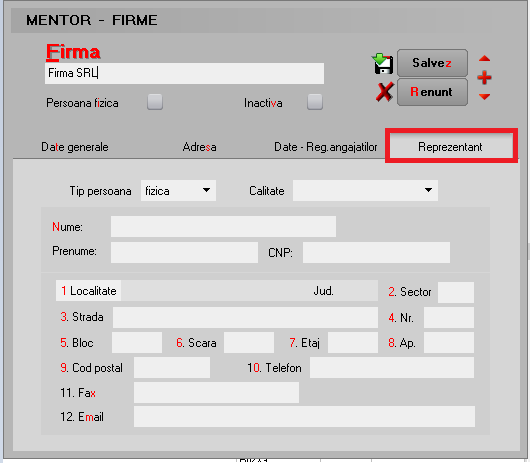 MENTOR - FIRME
Firma
Firma SRL
Salvez
Persoana fizica Inactiva
Renunt
Date generale Adresa Date - Reg.angajatilor Reprezentant
Tip persoana fizica Calitate
Nume:
Prenume: CNP:
1 Localitate Jud. 2. Sector
3. Strada 4. Nr.
5. Bloc 6. Scara 7. Etaj 8. Ap.
9. Cod postal 10. Telefon
11. Fax
12. Email